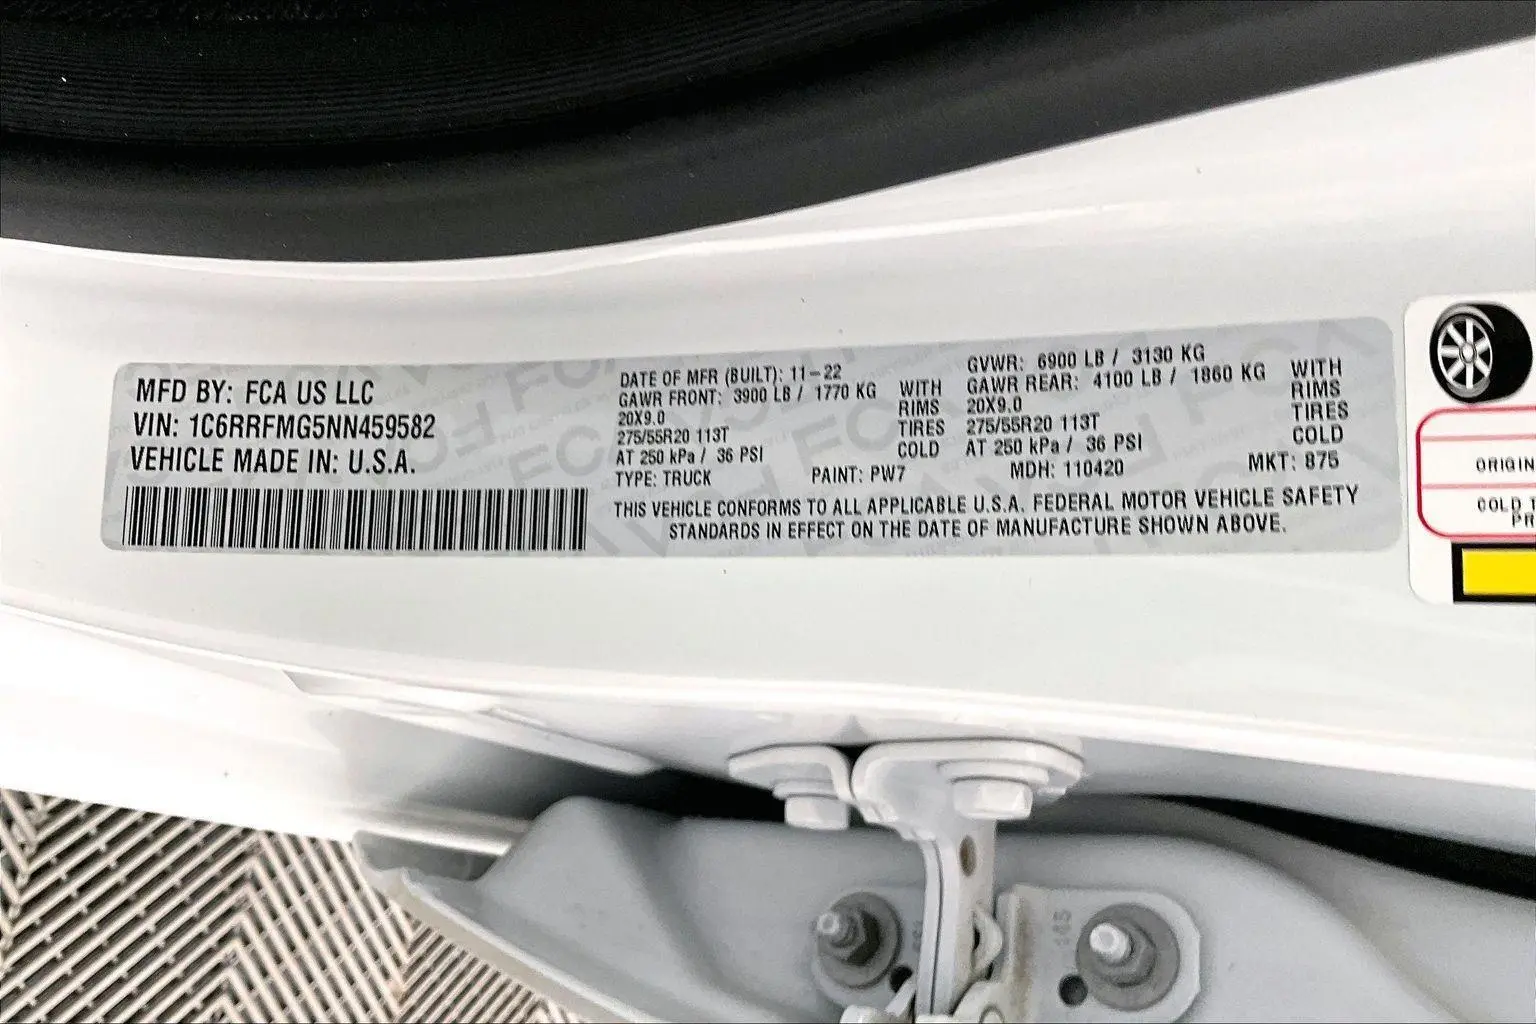 MFD BY: FCA US LLC
VIN: 1C6RRFMG5NN459582
VEHICLE MADE IN: U.S.A.
DATE OF MFR (BUILT): 11-22
GAWR FRONT: 3900 LB / 1770 KG WITH
20X9.0 RIMS
275/55R20 113T TIRES
AT 250 kPa / 36 PSI COLD
GVWR: 6900 LB / 3130 KG
GAWR REAR: 4100 LB / 1860 KG WITH
20X9.0 RIMS
275/55R20 113T TIRES
AT 250 kPa / 36 PSI COLD
TYPE: TRUCK PAINT: PW7 MDH: 110420 MKT: 875
THIS VEHICLE CONFORMS TO ALL APPLICABLE U.S.A. FEDERAL MOTOR VEHICLE SAFETY
STANDARDS IN EFFECT ON THE DATE OF MANUFACTURE SHOWN ABOVE.
ORIGIN
COLD T
PR
165